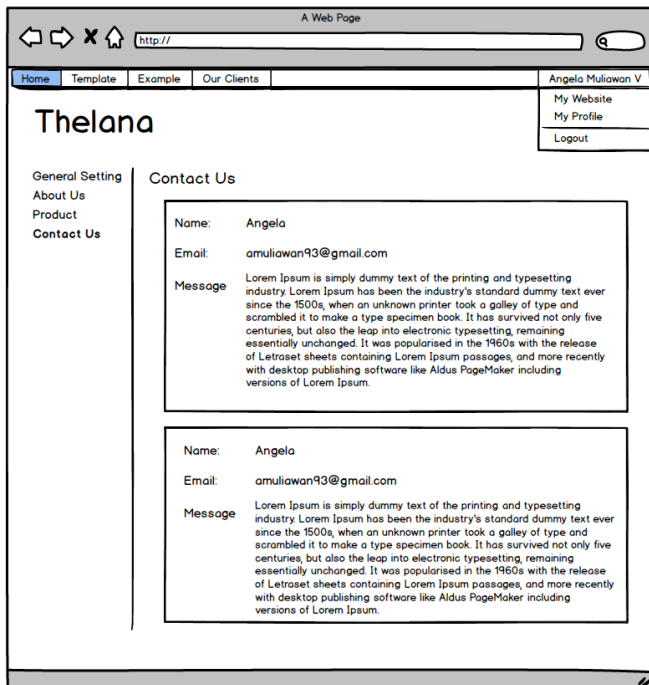 A Web Page
http://
Home Template Example Our Clients Angela Muliawan V
My Website
My Profile
Logout
Thelana
General Setting
About Us
Product
Contact Us
Contact Us
Name: Angela
Email: amuliawan93@gmail.com
Message
Lorem Ipsum is simply dummy text of the printing and typesetting
industry. Lorem Ipsum has been the industry's standard dummy text ever
since the 1500s, when an unknown printer took a galley of type and
scrambled it to make a type specimen book. It has survived not only five
centuries, but also the leap into electronic typesetting, remaining
essentially unchanged. It was popularised in the 1960s with the release
of Letraset sheets containing Lorem Ipsum passages, and more recently
with desktop publishing software like Aldus PageMaker including
versions of Lorem Ipsum.
Name: Angela
Email: amuliawan93@gmail.com
Message
Lorem Ipsum is simply dummy text of the printing and typesetting
industry. Lorem Ipsum has been the industry's standard dummy text ever
since the 1500s, when an unknown printer took a galley of type and
scrambled it to make a type specimen book. It has survived not only five
centuries, but also the leap into electronic typesetting, remaining
essentially unchanged. It was popularised in the 1960s with the release
of Letraset sheets containing Lorem Ipsum passages, and more recently
with desktop publishing software like Aldus PageMaker including
versions of Lorem Ipsum.